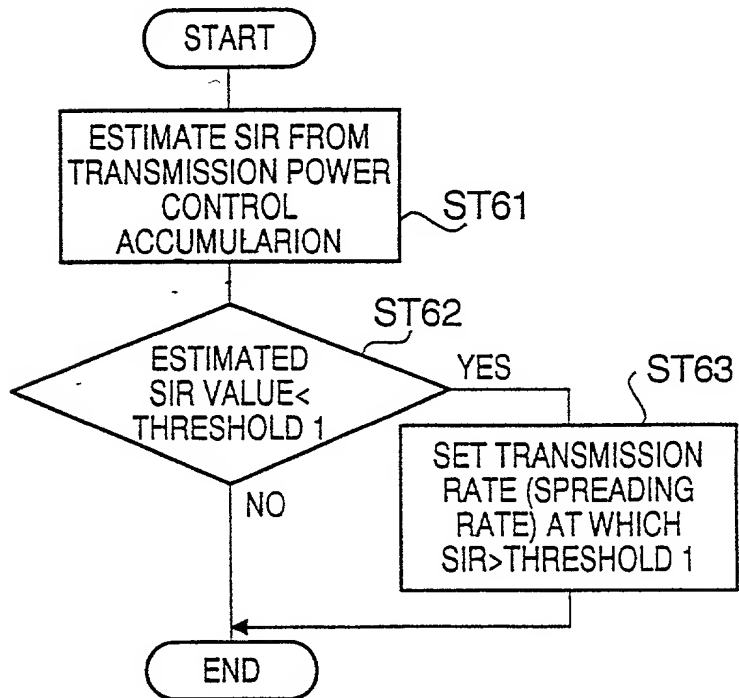 START
ESTIMATE SIR FROM
TRANSMISSION POWER
CONTROL
ACCUMULARION
ST61
ST62
ESTIMATED
SIR VALUE<
THRESHOLD 1
YES
ST63
SET TRANSMISSION
RATE (SPREADING
RATE) AT WHICH
SIR>THRESHOLD 1
NO
END